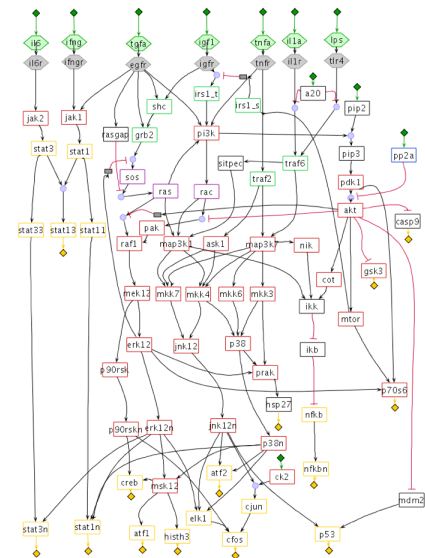 il6 ifng tgfa igf1 tnfa il1a lps
il6r ifngr egfr igfr tnfr il1r tlr4
a20
shc irs1_t irs1_s pip2
jak2 jak1 rasgap grb2 pi3k
stat3 stat1 pip3 pp2a
sos sitpec traf6
traf2 pdk1
ras rac
akt
stat33 stat13 stat11 pak casp9
raf1 map3k1 ask1 map3k nik
cot gsk3
mek12 mkk7 mkk4 mkk6 mkk3 ikk
mtor
erk12 jnk12 p38 ikb
p90rsk prak
p70s6
hsp27 nfkb
p90rskn erk12n jnk12n
p38n
nfkbn
creb msk12 atf2 ck2
mdm2
cjun
stat3n stat1n elk1
atf1 histh3 cfos p53